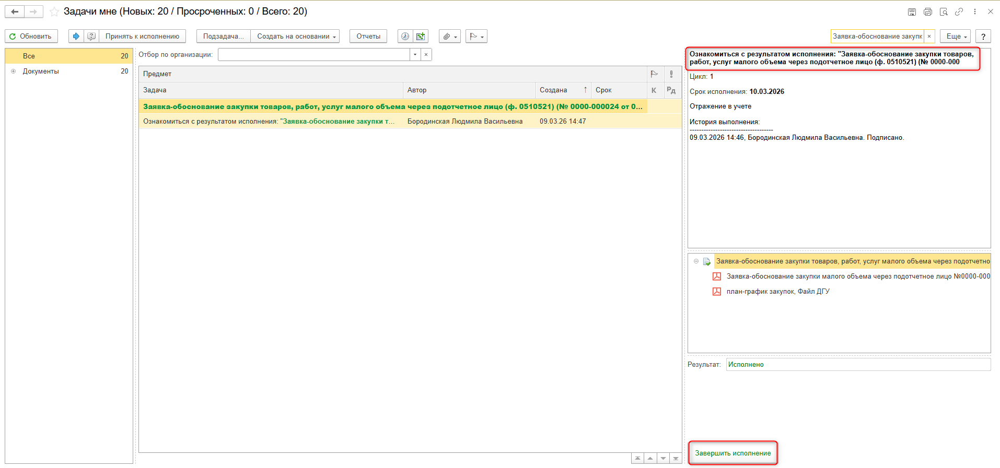 Задачи мне (Новых: 20 / Просроченных: 0 / Всего: 20)
Обновить
Принять к исполнению
Подзадача...
Создать на основании
Отчеты
Заявка-обоснование закупк ×
Еще
?
Все 20
Документы 20
Отбор по организации:
Предмет
Задача Автор Создана ↑ Срок К Рд
Заявка-обоснование закупки товаров, работ, услуг малого объема через подотчетное лицо (ф. 0510521) (№ 0000-000024 от 0...
Ознакомиться с результатом исполнения: "Заявка-обоснование закупки т... Бородинская Людмила Васильевна 09.03.26 14:47
Ознакомиться с результатом исполнения: "Заявка-обоснование закупки товаров,
работ, услуг малого объема через подотчетное лицо (ф. 0510521) (№ 0000-000
Цикл: 1
Срок исполнения: 10.03.2026
Отражение в учете
История выполнения:
------------------------------------
09.03.2026 14:46, Бородинская Людмила Васильевна. Подписано.
Заявка-обоснование закупки товаров, работ, услуг малого объема через подотчетно
Заявка-обоснование закупки малого объема через подотчетное лицо №0000-000
план-график закупок, Файл ДГУ
Результат: Исполнено
Завершить исполнение